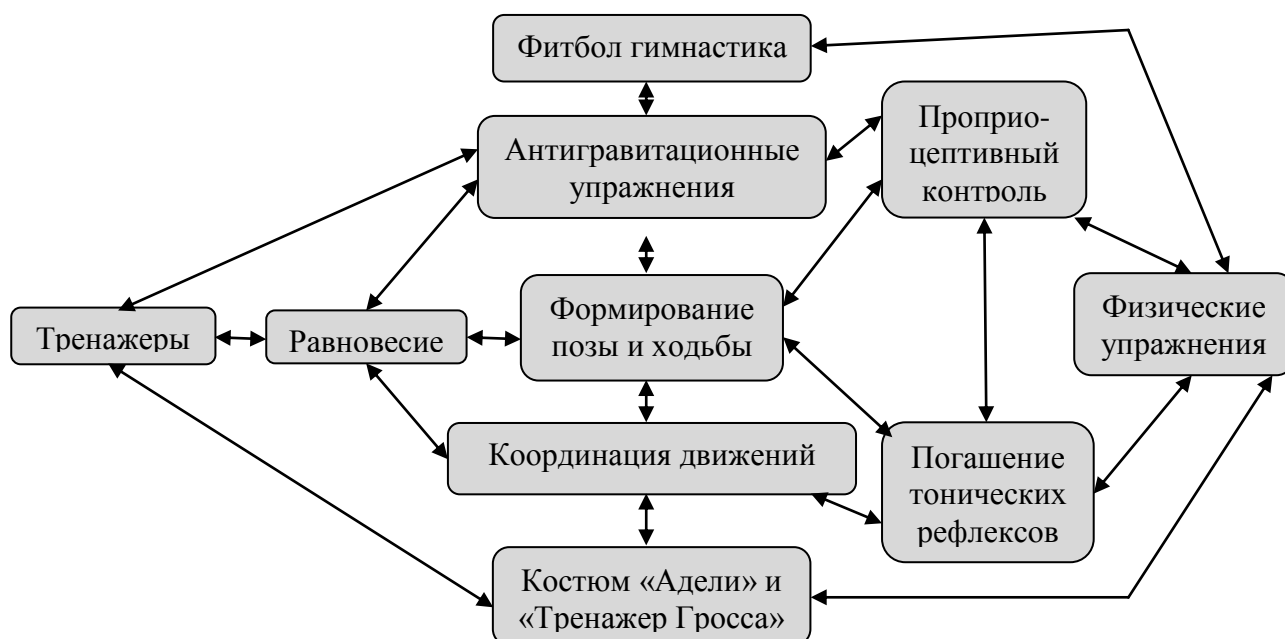 Фитбол гимнастика
Антигравитационные
упражнения
Проприо-
цептивный
контроль
Тренажеры
Равновесие
Формирование
позы и ходьбы
Физические
упражнения
Координация движений
Погашение
тонических
рефлексов
Костюм «Адели» и
«Тренажер Гросса»